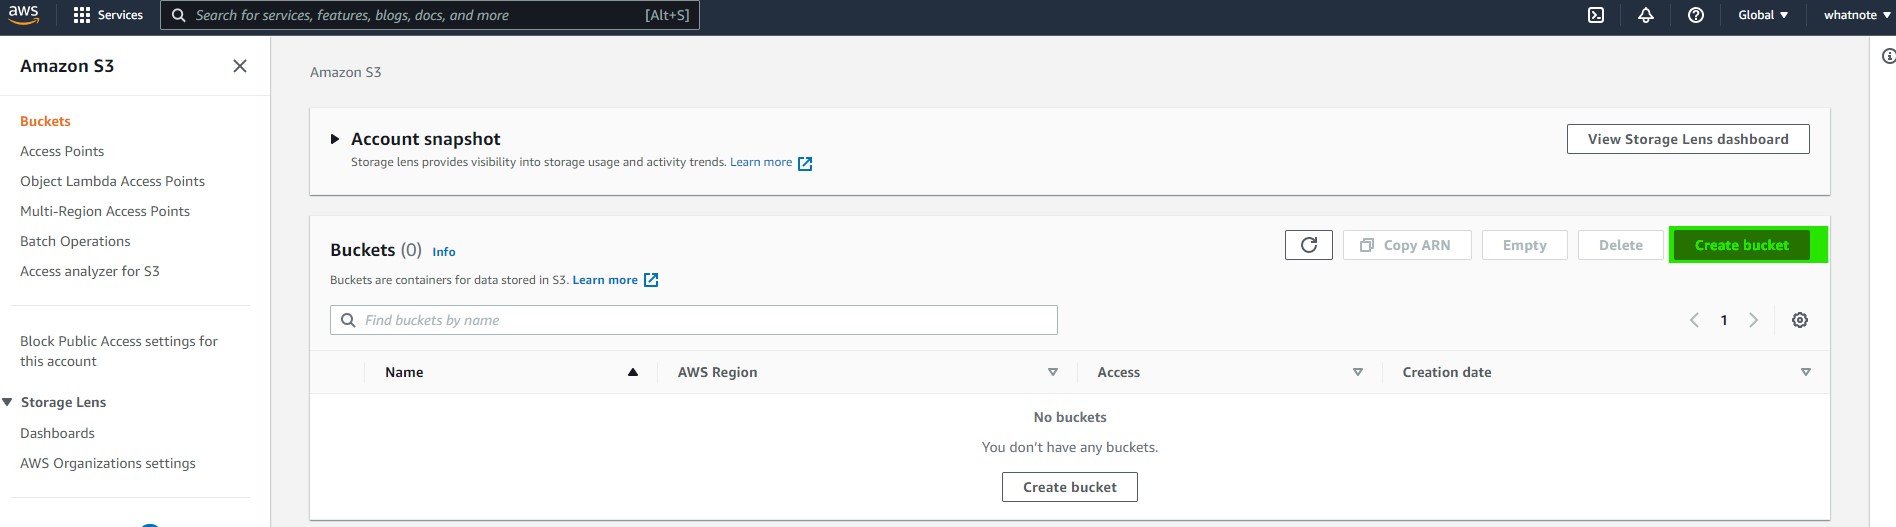 aws
Services
Search for services, features, blogs, docs, and more
[Alt+S]
Global
whatnote
Amazon S3
Buckets
Access Points
Object Lambda Access Points
Multi-Region Access Points
Batch Operations
Access analyzer for S3
Block Public Access settings for
this account
Storage Lens
Dashboards
AWS Organizations settings
Amazon S3
Account snapshot
Storage lens provides visibility into storage usage and activity trends. Learn more
View Storage Lens dashboard
Buckets (0) Info
Buckets are containers for data stored in S3. Learn more
Copy ARN
Empty
Delete
Create bucket
Find buckets by name
1
Name
AWS Region
Access
Creation date
No buckets
You don't have any buckets.
Create bucket